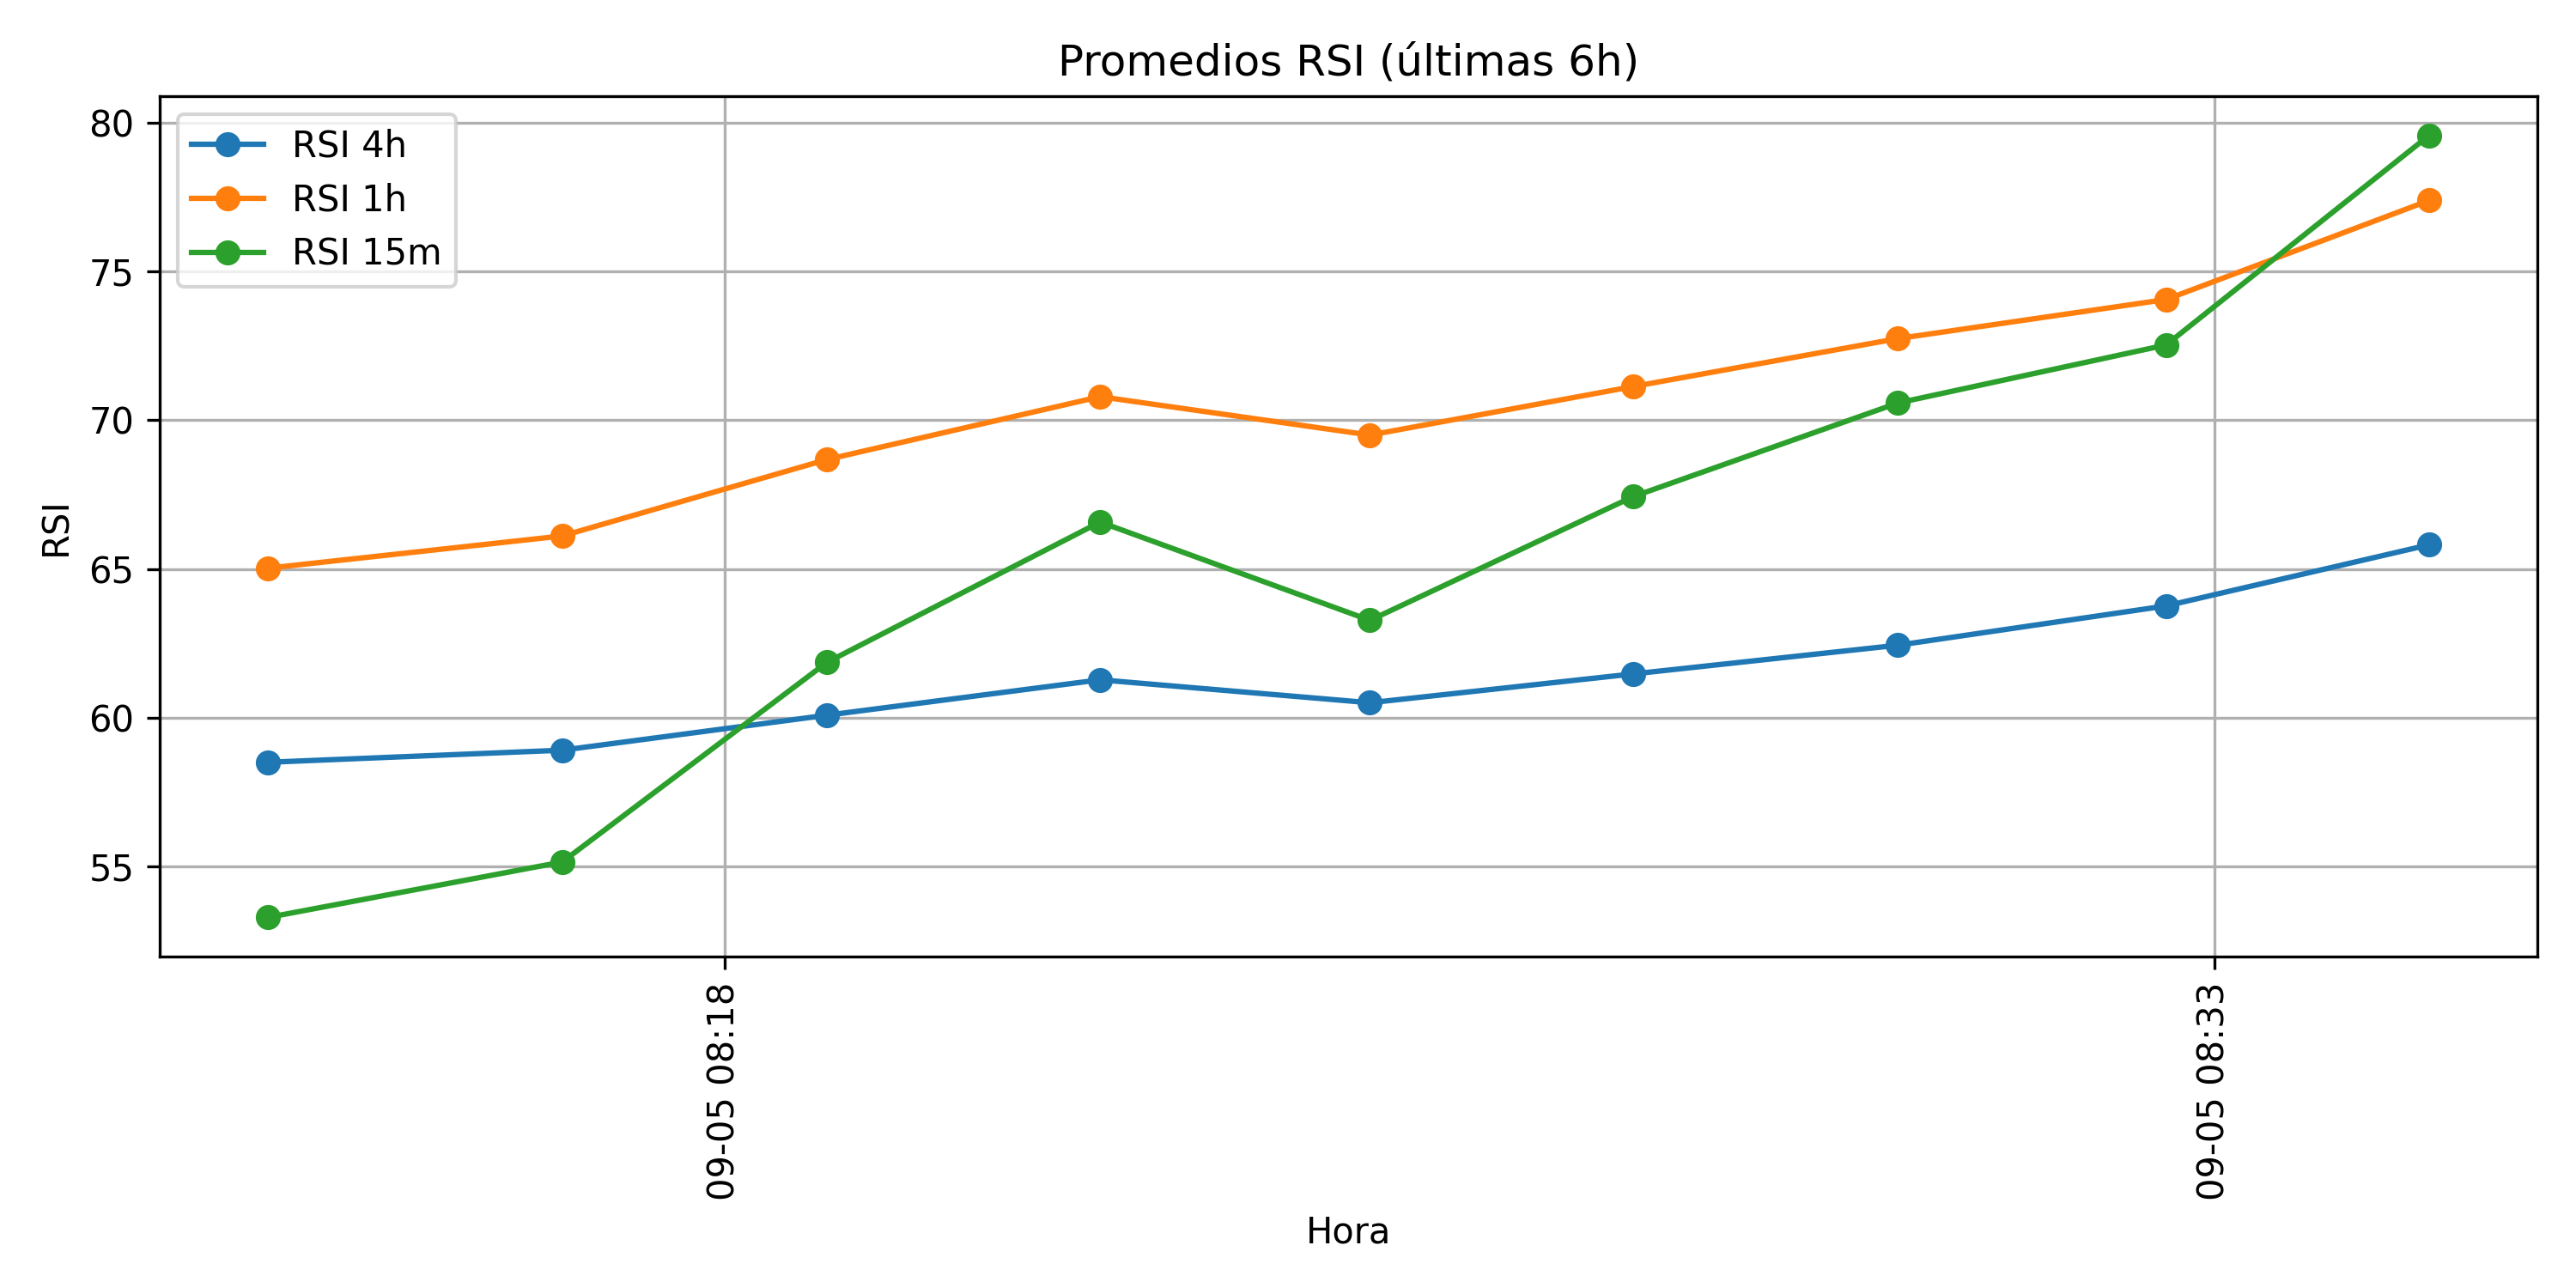 Promedios RSI (últimas 6h)
RSI 4h
RSI 1h
RSI 15m
80
75
70
65
60
55
RSI
09-05 08:18
09-05 08:33
Hora